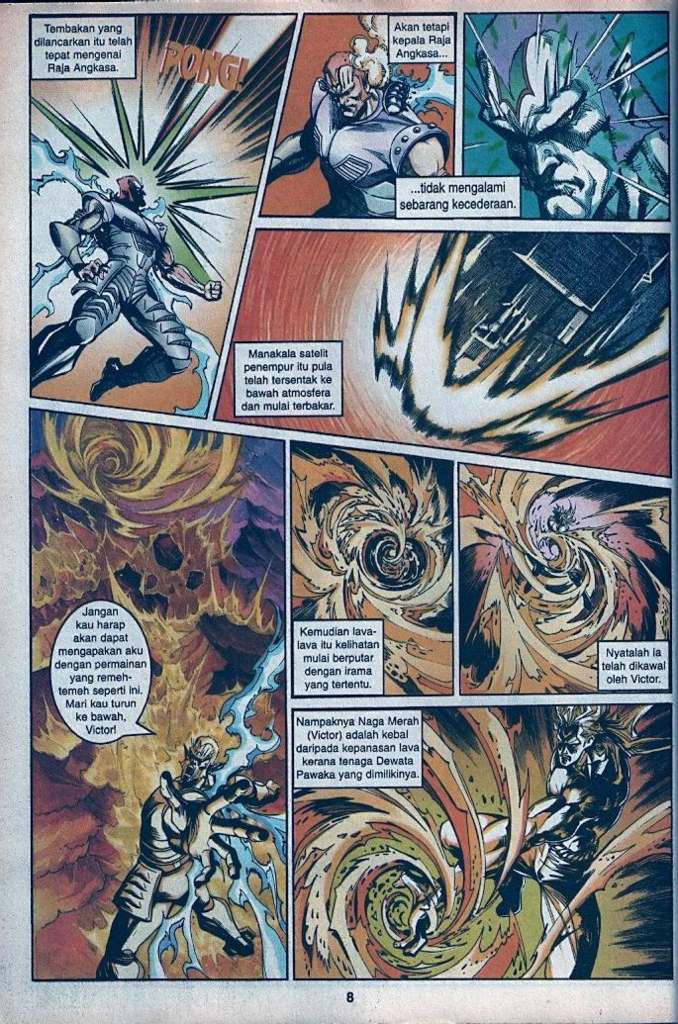 Tembakan yang
dilancarkan itu telah
tepat mengenai
Raja Angkasa.
PONG!
Akan tetapi
kepala Raja
Angkasa...
...tidak mengalami
sebarang kecederaan.
Manakala satelit
penempur itu pula
telah tersentak ke
bawah atmosfera
dan mulai terbakar.
Jangan
kau harap
akan dapat
mengapakan aku
dengan permainan
yang remeh-
temeh seperti ini.
Mari kau turun
ke bawah,
Victor!
Kemudian lava-
lava itu kelihatan
mulai berputar
dengan irama
yang tertentu.
Nyatalah ia
telah dikawal
oleh Victor.
Nampaknya Naga Merah
(Victor) adalah kebal
daripada kepanasan lava
kerana tenaga Dewata
Pawaka yang dimilikinya.
8